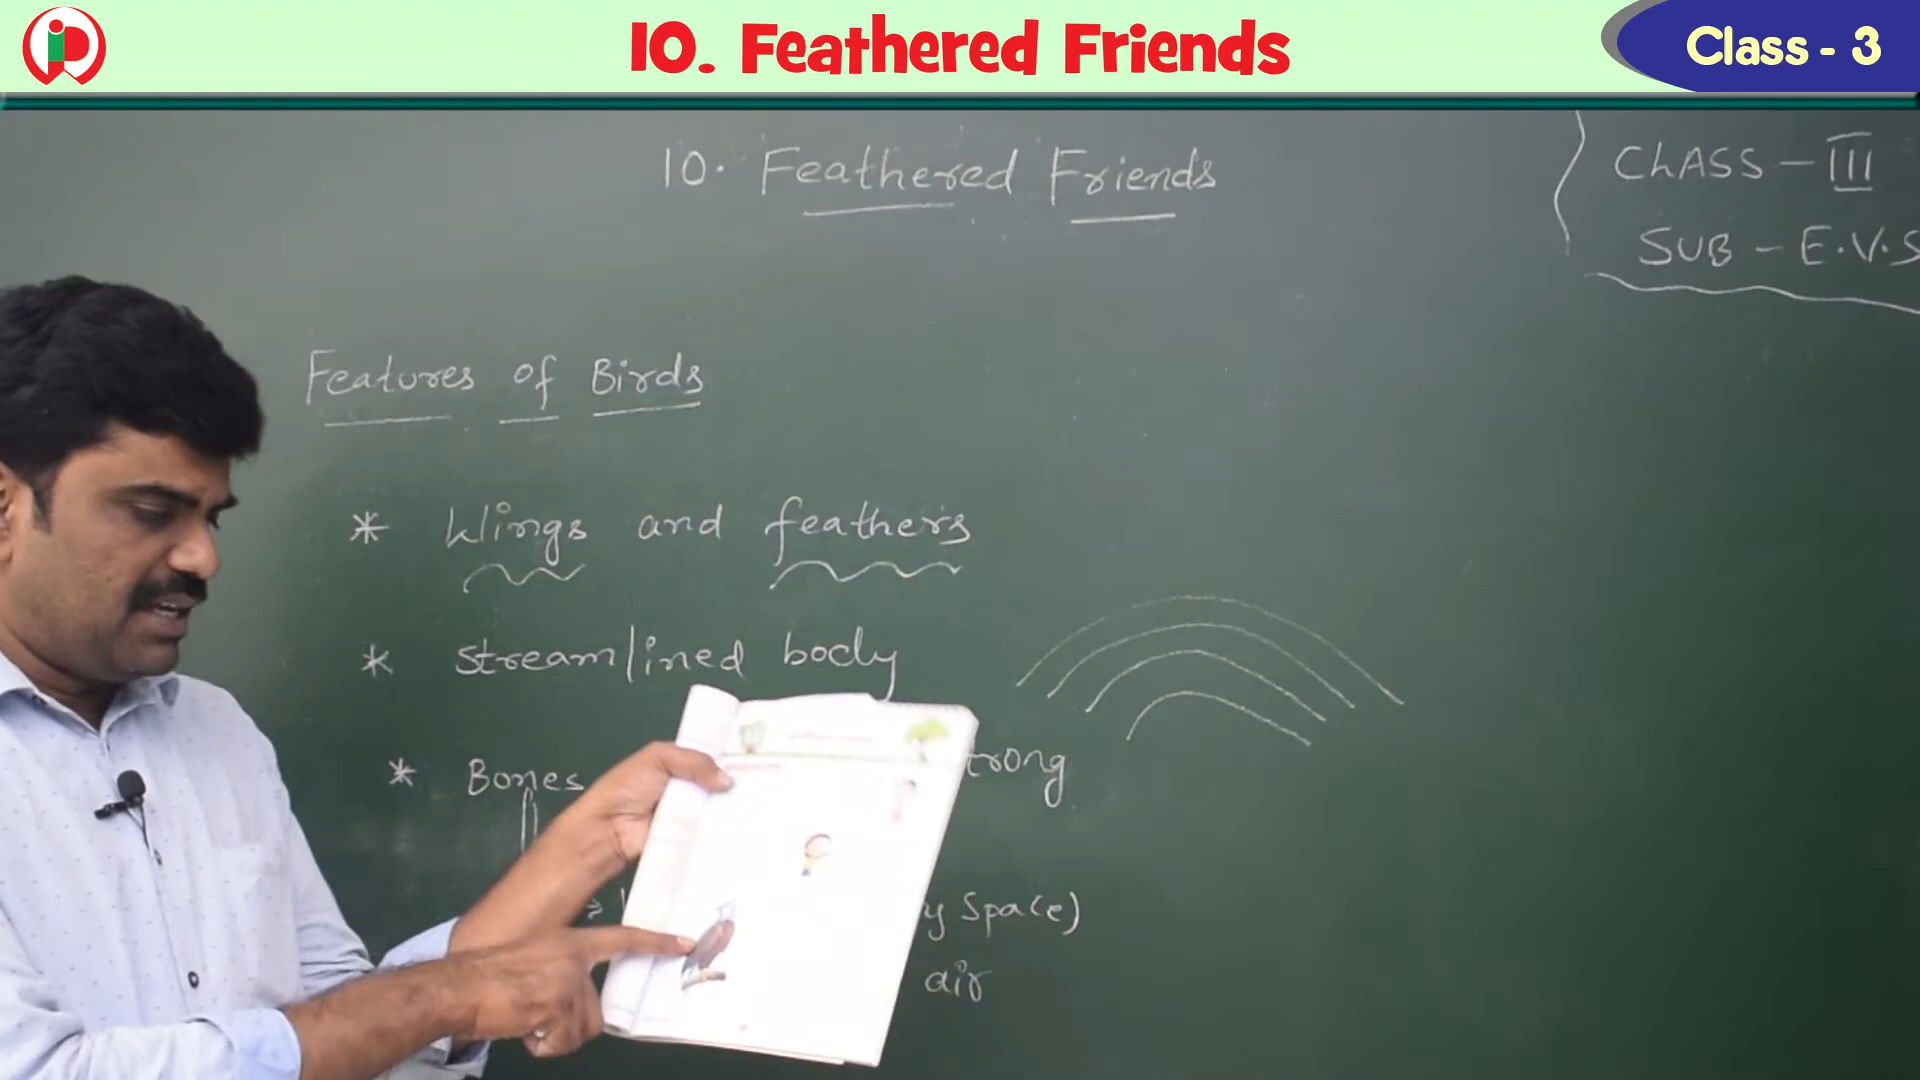 10. Feathered Friends
Class - 3
10. Feathered Friends
CLASS - III
SUB - E.V.S
Features of Birds
* Wings and feathers
* Streamlined body
* Bones trong
y Space)
air